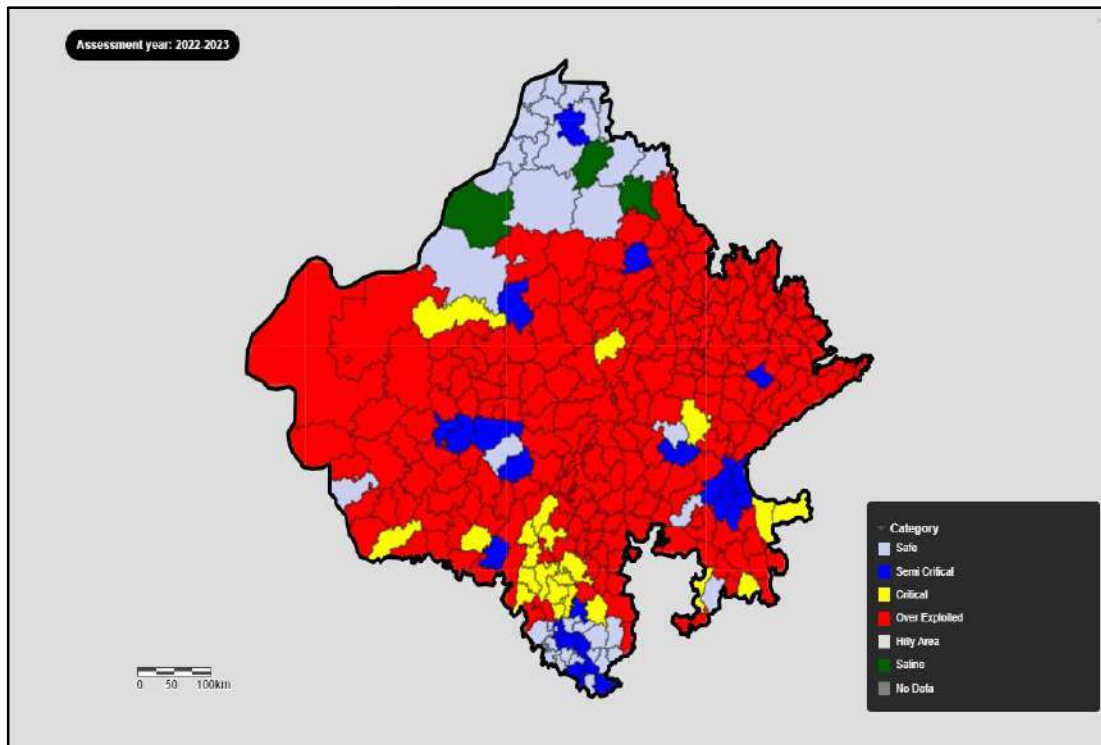 Assessment year: 2022-2023
Category
Safe
Semi Critical
Critical
Over Exploited
Hilly Area
Saline
No Data
0 50 100km